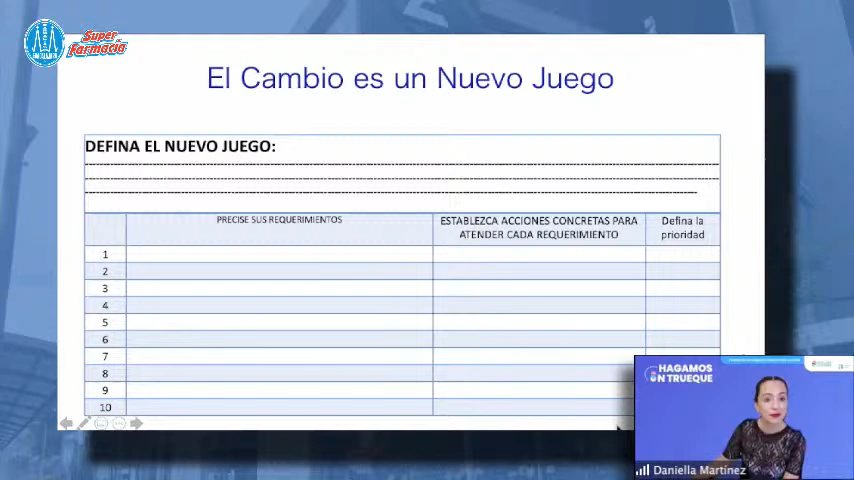 Super
Farmacia
El Cambio es un Nuevo Juego
DEFINA EL NUEVO JUEGO:
PRECISE SUS REQUERIMIENTOS
ESTABLEZCA ACCIONES CONCRETAS PARA
ATENDER CADA REQUERIMIENTO
Defina la
prioridad
1
2
3
4
5
6
7
8
9
10
HAGAMOS
UN TRUEQUE
Daniella Martínez